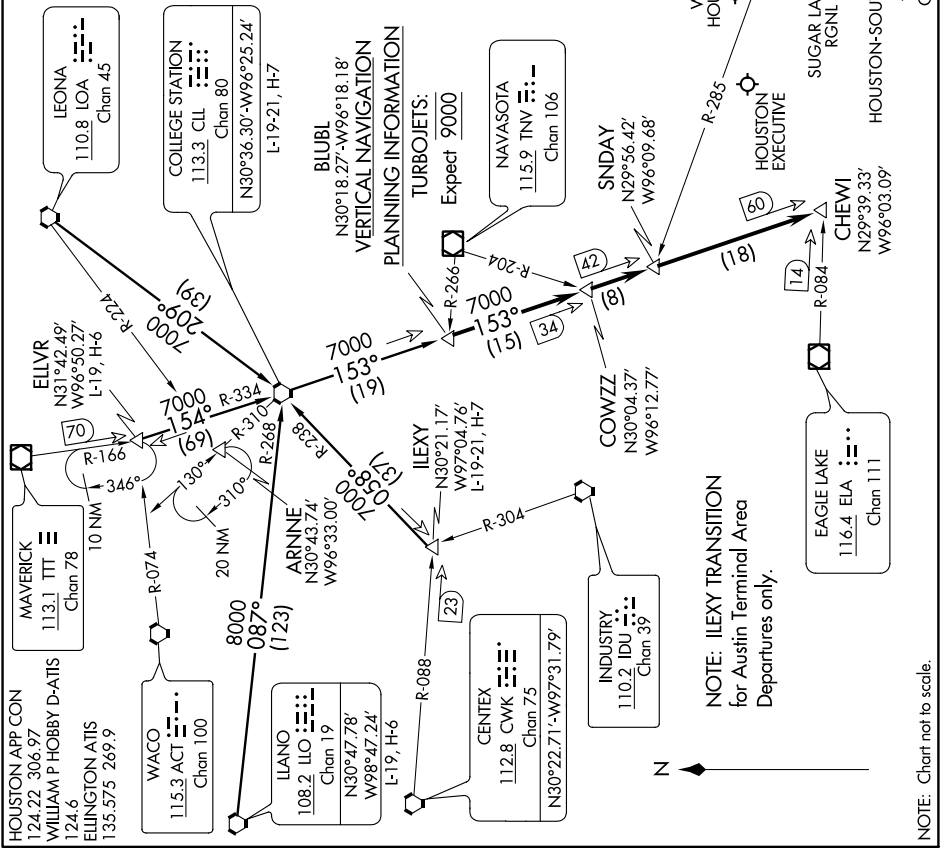 HOUSTON APP CON
124.22 306.97
WILLIAM P HOBBY D-ATIS
124.6
ELLINGTON ATIS
135.575 269.9
MAVERICK
113.1 TTT
Chan 78
70
R-166
346°
10 NM
ELLVR
N31°42.49'
W96°50.27'
L-19, H-6
LEONA
110.8 LOA
Chan 45
R-224
7000
209°
(39)
COLLEGE STATION
113.3 CLL
Chan 80
N30°36.30'-W96°25.24'
L-19-21, H-7
WACO
115.3 ACT
Chan 100
R-074
7000
154°
(69)
R-334
R-310
130°
310°
20 NM
ARNNE
N30°43.74'
W96°33.00'
R-268
8000
087°
(123)
LLANO
108.2 LLO
Chan 19
N30°47.78'
W98°47.24'
L-19, H-6
R-238
7000
058°
(37)
ILEXY
N30°21.17'
W97°04.76'
L-19-21, H-7
R-088
23
CENTEX
112.8 CWK
Chan 75
N30°22.71'-W97°31.79'
R-304
INDUSTRY
110.2 IDU
Chan 39
7000
153°
(19)
BLUBL
N30°18.27'-W96°18.18'
VERTICAL NAVIGATION
PLANNING INFORMATION
TURBOJETS:
Expect 9000
NAVASOTA
115.9 TNV
Chan 106
R-266
R-204
7000
153°
(15)
34
COWZZ
N30°04.37'
W96°12.77'
42
(8)
SNIDAY
N29°56.42'
W96°09.68'
R-285
HOUSTON
EXECUTIVE
SUGAR LA
RGNL
HOUSTON-SOU
HOU
60
(18)
CHEWI
N29°39.33'
W96°03.09'
14
R-084
EAGLE LAKE
116.4 ELA
Chan 111
NOTE: ILEXY TRANSITION
for Austin Terminal Area
Departures only.
N
NOTE: Chart not to scale.